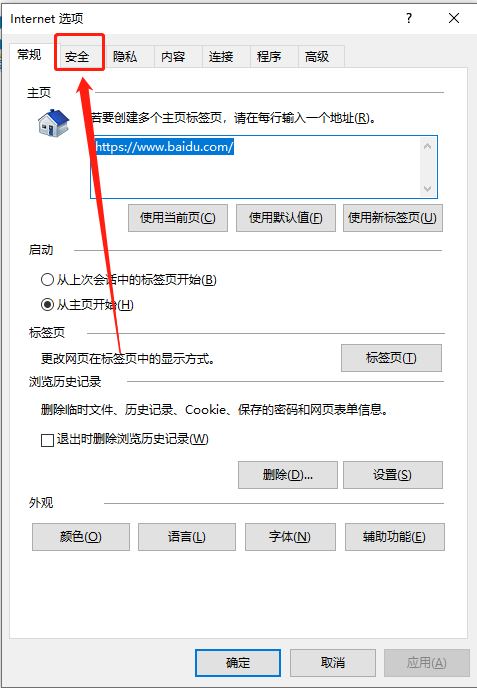 Internet 选项
常规 安全 隐私 内容 连接 程序 高级
主页
若要创建多个主页标签页，请在每行输入一个地址(R)。
https://www.baidu.com/
使用当前页(C) 使用默认值(F) 使用新标签页(U)
启动
从上次会话中的标签页开始(B)
从主页开始(H)
标签页
更改网页在标签页中的显示方式。 标签页(T)
浏览历史记录
删除临时文件、历史记录、Cookie、保存的密码和网页表单信息。
退出时删除浏览历史记录(W)
删除(D)... 设置(S)
外观
颜色(O) 语言(L) 字体(N) 辅助功能(E)
确定 取消 应用(A)